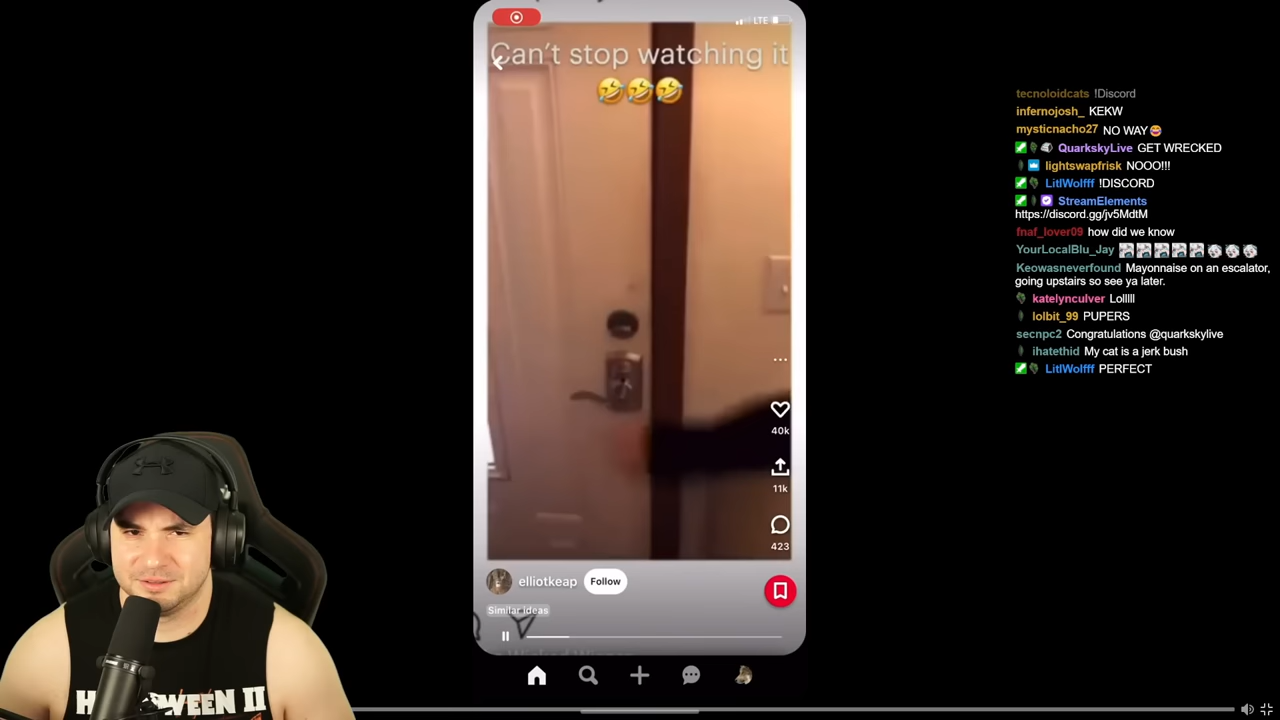 LTE
Can't stop watching it
🤣🤣🤣
40k
11k
423
elliotkeap Follow
Similar ideas
tecnoloidcats !Discord
infernojosh_ KEKW
mysticnacho27 NO WAY😂
QuarkskyLive GET WRECKED
lightswapfrisk NOOO!!!
LitlWolfff !DISCORD
StreamElements
https://discord.gg/jv5MdtM
fnaf_lover09 how did we know
YourLocalBlu_Jay
Keowasneverfound Mayonnaise on an escalator,
going upstairs so see ya later.
katelynculver Lolllll
lolbit_99 PUPERS
secnpc2 Congratulations @quarkskylive
ihatethid My cat is a jerk bush
LitlWolfff PERFECT